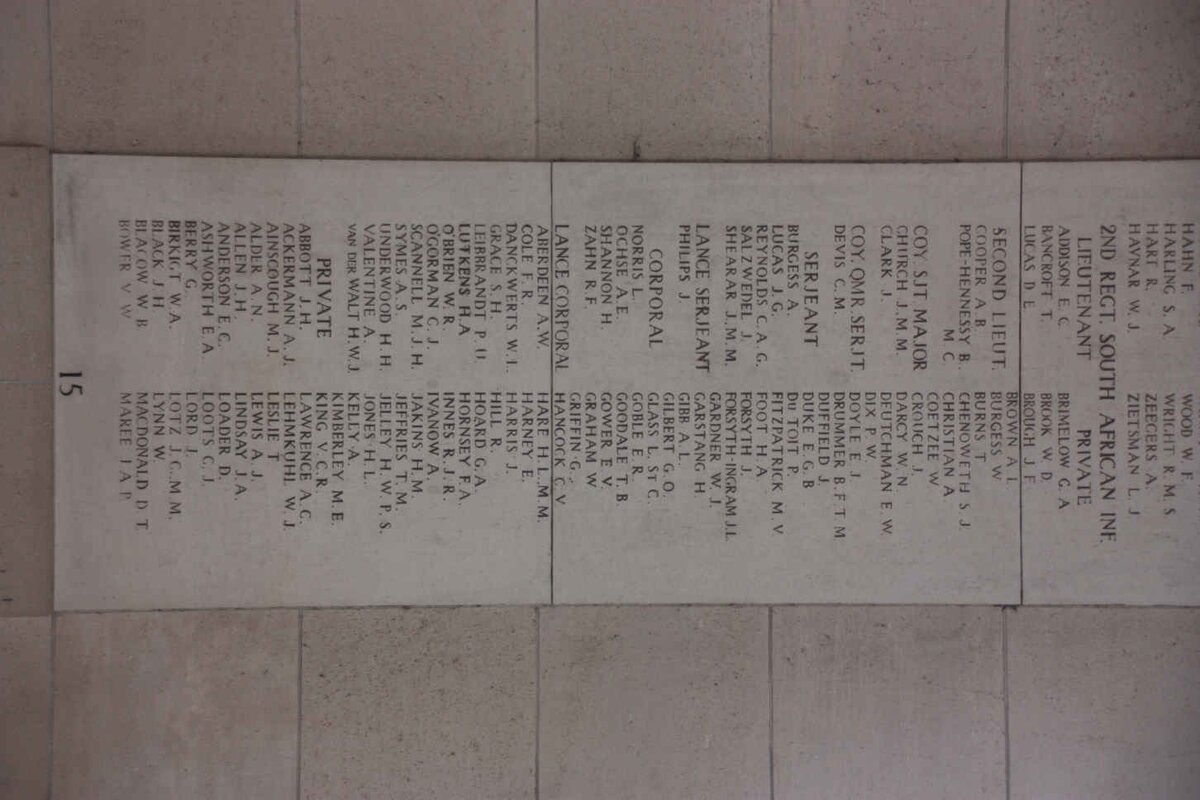 HAHN F.
HARLING S. A.
HART R.
HAYNAR W. J.
WOOD W. F.
WRIGHT R. M. S.
ZEEGERS A.
ZIETSMAN L. J
2ND REGT. SOUTH AFRICAN INF.
LIEUTENANT
ADDISON E. C.
BANCROFT T.
LUCAS D L.
SECOND LIEUT.
COOPER A. B.
POPE-HENNESSY B.
M C
COY SJT MAJOR
CHURCH J. M. M.
CLARK J.
COY. QMR SERJT
DEVIS C. M.
SERJEANT
BURGESS A.
LUCAS J. G.
REYNOLDS C. A. G.
SALZWEDEL J.
SHEARAR J. M. M.
LANCE SERJEANT
PHILIPS J.
CORPORAL
NORRIS L.
OCHSE A. E.
SHANNON H.
ZAHN R. F.
LANCE CORPORAL
ABERDEEN A. W.
COLE F. R.
DANCKWERTS W. I.
GRACE S. H.
LEIBRANDT P. U.
LUYKENS H. A
O'BRIEN W. R.
O'GORMAN C. J.
SCANNELL M. J. H.
SYMES A. S.
UNDERWOOD H H.
VALENTINE A.
VAN DER WALT H. W. J.
PRIVATE
ABBOTT J. H.
ACKERMANN A. J.
AINSCOUGH M. J.
ALDER A. N.
ALLEN J. H.
ANDERSON E. C.
ASHWORTH E. A
BERRY G.
BIRKETT W. A.
BLACK J H
BLACOW W B
BOWER V W
PRIVATE
BRIMELOW G. A
BROOK W D.
BROUGH J F.
BROWN A L
BURGESS W
BURNS T.
CHENOWETH S. J.
CHRISTIAN A
COETZEE W
CROUCH J.
DARCY W. N.
DEUTCHMAN E. W
DIX P. W
DOYLE E. J
DRUMMER B. F. T M
DUFFIELD J.
DUKE E. G. B
DU TOIT P.
FITZPATRICK M. V
FOOT H. A.
FORSYTH J.
FORSYTH-INGRAM J. L.
GARDNER W. J.
GARSTANG H
GIBB A. L.
GILBERT G. O.
GLASS L. ST C.
GOBLE E. R.
GOODALE T. B.
GOWER E. V.
GRAHAM W.
GRIFFIN G.
HANCOCK C. V
HARE H. L. M M.
HARNEY E.
HARRIS J.
HILL R.
HOARD G. A.
HORNSEY F. A
INNES R. J. R.
IVANOW A.
JAKINS H. M.
JEFFRIES T. M.
JELLEY H. W. P. S.
JONES H. L.
KELLY A.
KIMBERLEY M. E.
KING V. C. R.
LAWRENCE A. C.
LEHMKUHL W. J.
LESLIE T
LEWIS A. J.
LINDSAY J. A.
LOADER D.
LOOTS C. J.
LORD J.
LOTZ J. C. M. M.
LYNN W.
MACDONALD D. T.
MAKEE J A P
15